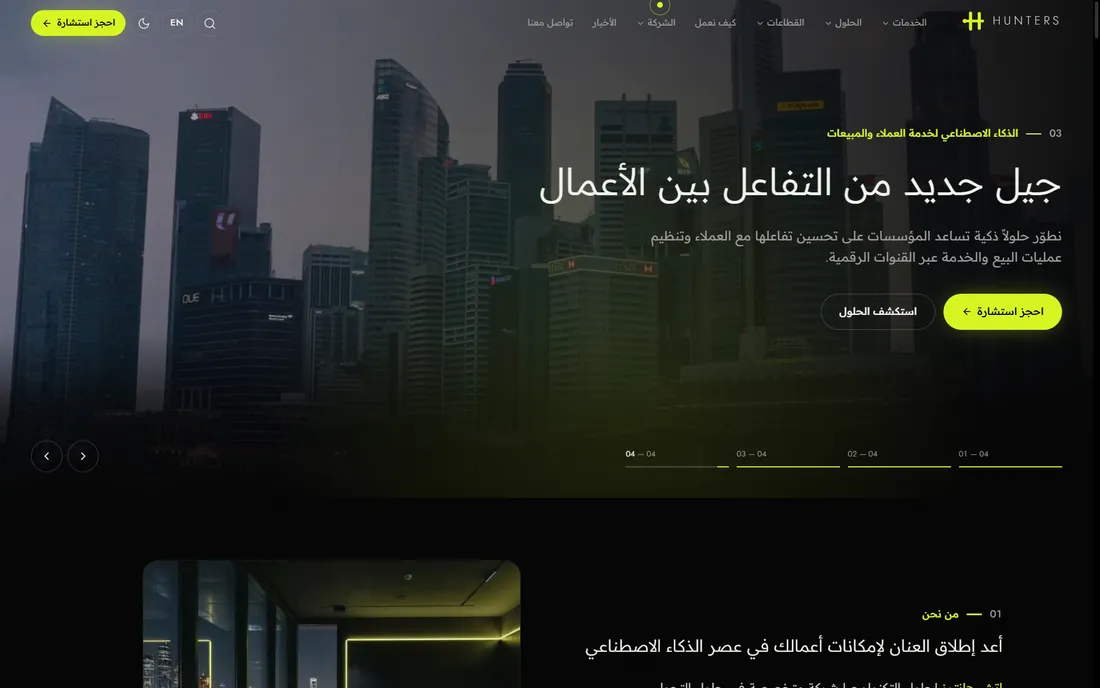 HUNTERS
الخدمات
الحلول
القطاعات
كيف نعمل
الشركة
الأخبار
تواصل معنا
EN
احجز استشارة
03 — الذكاء الاصطناعي لخدمة العملاء والمبيعات
جيل جديد من التفاعل بين الأعمال
نطوّر حلولاً ذكية تساعد المؤسسات على تحسين تفاعلها مع العملاء وتنظيم
عمليات البيع والخدمة عبر القنوات الرقمية.
احجز استشارة
استكشف الحلول
01 — 04
02 — 04
03 — 04
04 — 04
01 — من نحن
أعد إطلاق العنان لإمكانات أعمالك في عصر الذكاء الاصطناعي